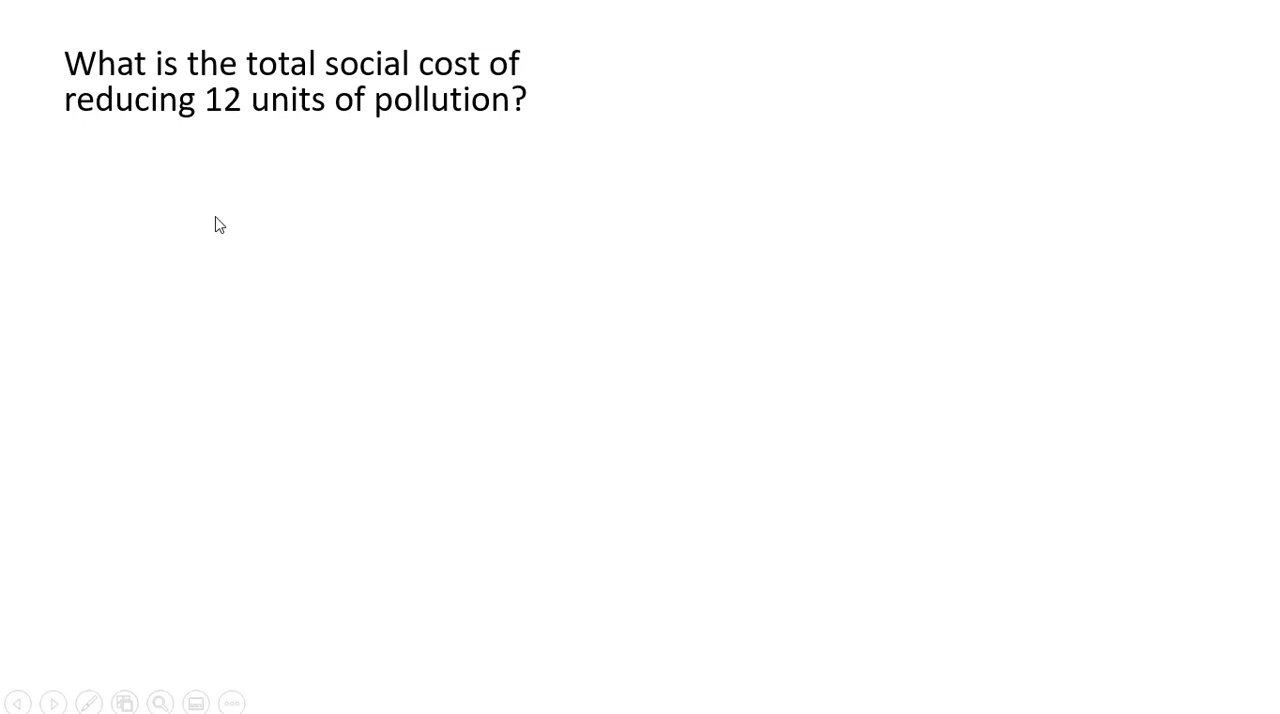 What is the total social cost of
reducing 12 units of pollution?